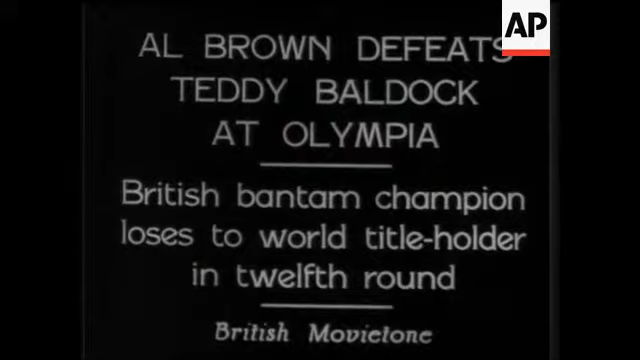 AP
AL BROWN DEFEATS
TEDDY BALDOCK
AT OLYMPIA
British bantam champion
loses to world title-holder
in twelfth round
British Movietone